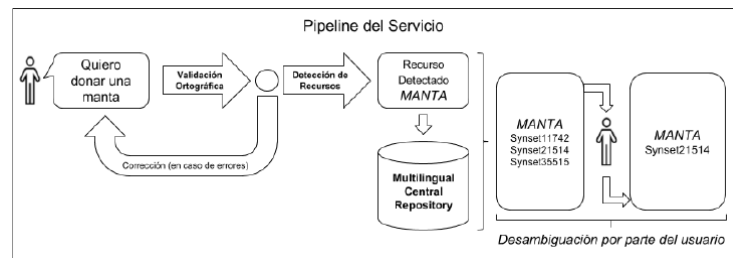 Pipeline del Servicio
Quiero
donar una
manta
Validación
Ortográfica
Detección de
Recursos
Corrección (en caso de errores)
Recurso
Detectado
MANTA
Multilingual
Central
Repository
MANTA
Synset11742
Synset21514
Synset35515
MANTA
Synset21514
Desambiguaciòn por parte del usuario